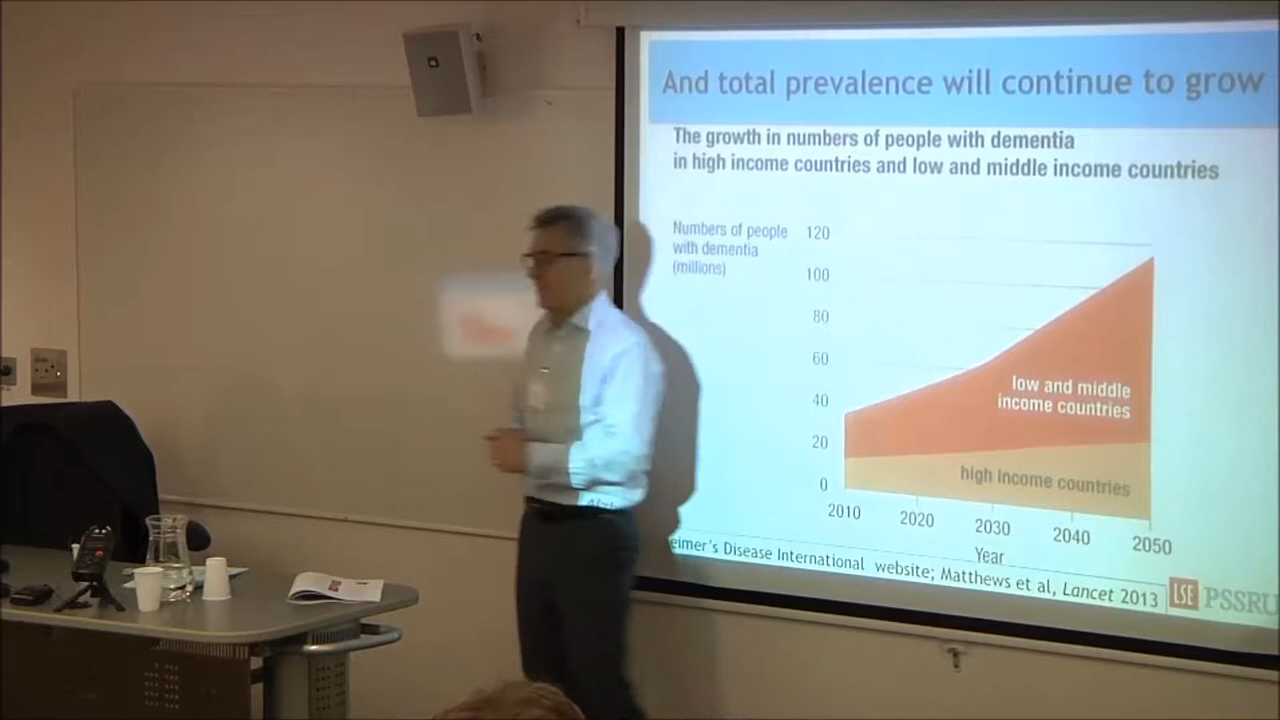 And total prevalence will continue to grow
The growth in numbers of people with dementia
in high income countries and low and middle income countries
Numbers of people
with dementia
(millions)
120
100
80
60
40
20
0
low and middle
income countries
high income countries
2010
2020
2030
2040
2050
Year
eimer's Disease International website; Matthews et al, Lancet 2013
LSE PSSRU